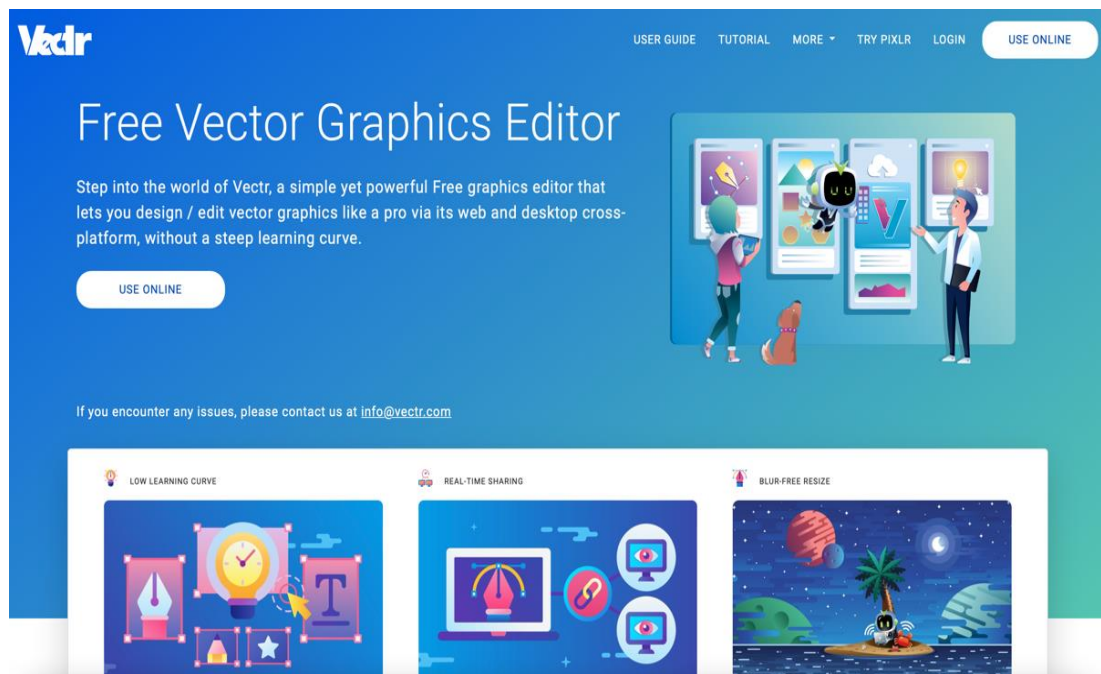 Vectr
USER GUIDE TUTORIAL MORE TRY PIXLR LOGIN USE ONLINE
Free Vector Graphics Editor
Step into the world of Vectr, a simple yet powerful Free graphics editor that
lets you design / edit vector graphics like a pro via its web and desktop cross-
platform, without a steep learning curve.
USE ONLINE
If you encounter any issues, please contact us at info@vectr.com
LOW LEARNING CURVE
REAL-TIME SHARING
BLUR-FREE RESIZE
T